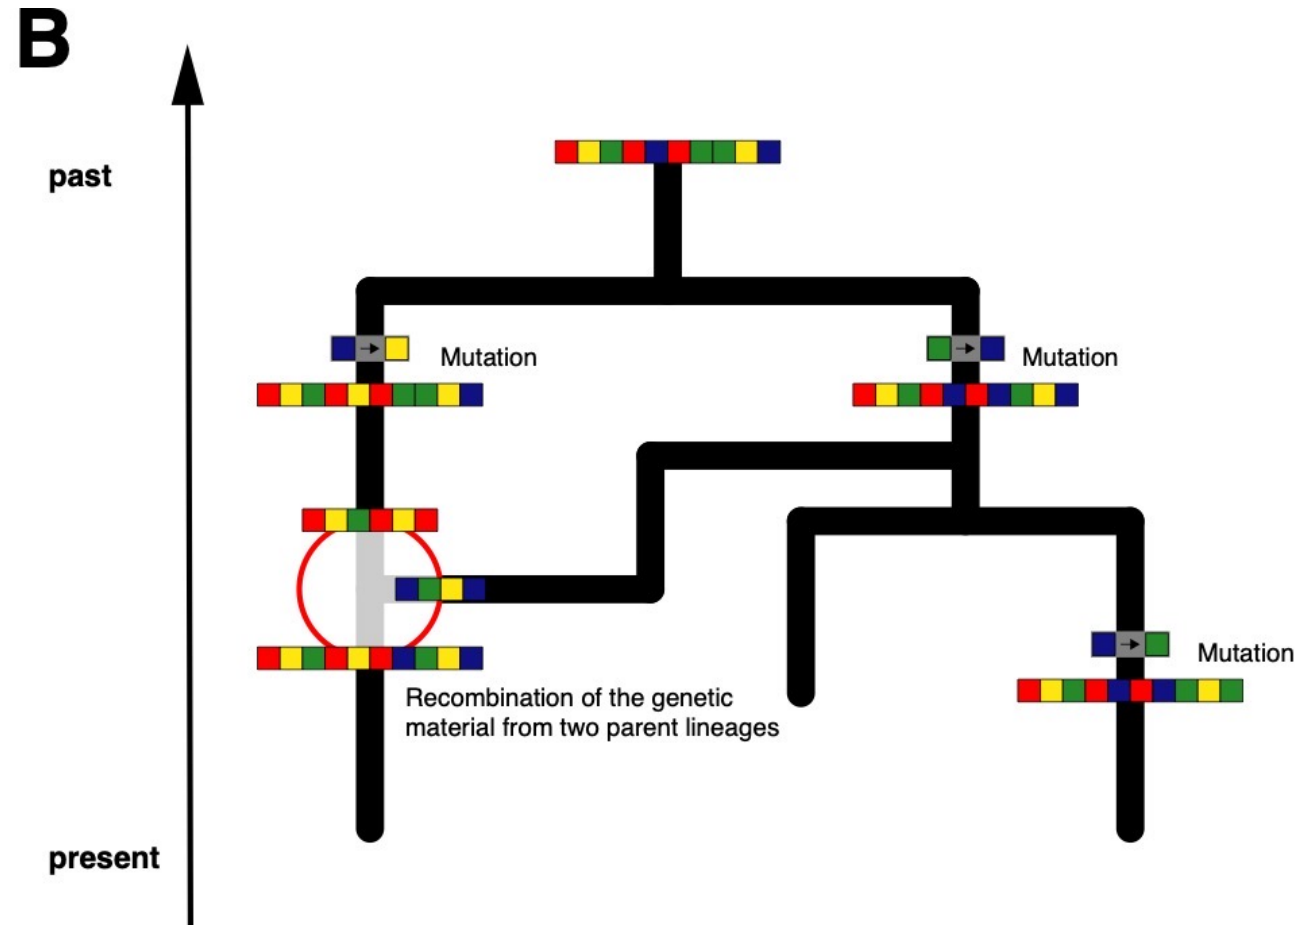 B
past
Mutation
Mutation
Mutation
Recombination of the genetic
material from two parent lineages
present